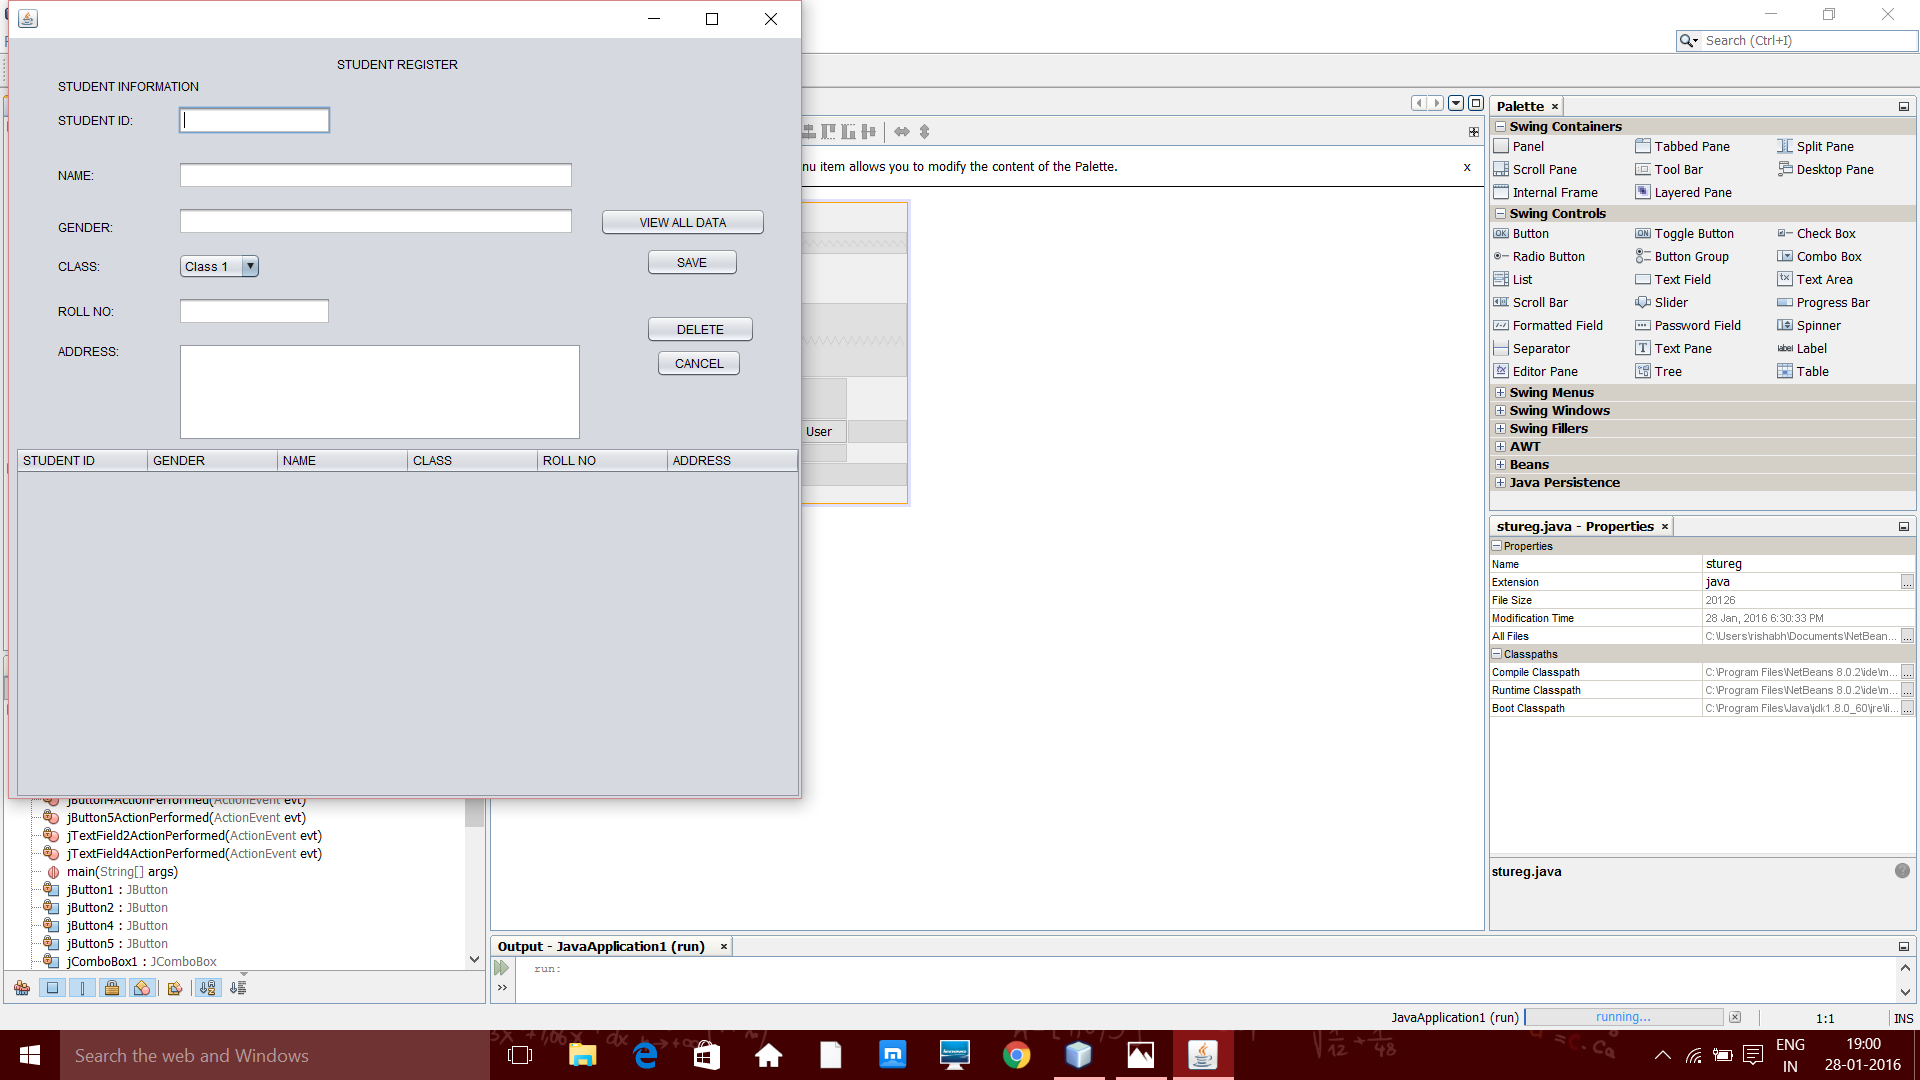 Search (Ctrl+I)
STUDENT REGISTER
STUDENT INFORMATION
STUDENT ID:
NAME:
GENDER:
VIEW ALL DATA
CLASS:
Class 1
SAVE
ROLL NO:
DELETE
ADDRESS:
CANCEL
STUDENT ID GENDER NAME CLASS ROLL NO ADDRESS
nu item allows you to modify the content of the Palette.
x
User
Palette ×
Swing Containers
Panel Tabbed Pane Split Pane
Scroll Pane Tool Bar Desktop Pane
Internal Frame Layered Pane
Swing Controls
Button Toggle Button Check Box
Radio Button Button Group Combo Box
List Text Field Text Area
Scroll Bar Slider Progress Bar
Formatted Field Password Field Spinner
Separator Text Pane Label
Editor Pane Tree Table
Swing Menus
Swing Windows
Swing Fillers
AWT
Beans
Java Persistence
stureg.java - Properties ×
Properties
Name stureg
Extension java
File Size 20126
Modification Time 28 Jan, 2016 6:30:33 PM
All Files C:\Users\rishabh\Documents\NetBean...
Classpaths
Compile Classpath C:\Program Files\NetBeans 8.0.2\ide\m...
Runtime Classpath C:\Program Files\NetBeans 8.0.2\ide\m...
Boot Classpath C:\Program Files\Java\jdk1.8.0_60\jre\li...
stureg.java
jButton4ActionPerformed(ActionEvent evt)
jButton5ActionPerformed(ActionEvent evt)
jTextField2ActionPerformed(ActionEvent evt)
jTextField4ActionPerformed(ActionEvent evt)
main(String[] args)
jButton1 : JButton
jButton2 : JButton
jButton4 : JButton
jButton5 : JButton
jComboBox1 : JComboBox
Output - JavaApplication1 (run) ×
run:
JavaApplication1 (run) running... 1:1 INS
Search the web and Windows
ENG
IN
19:00
28-01-2016